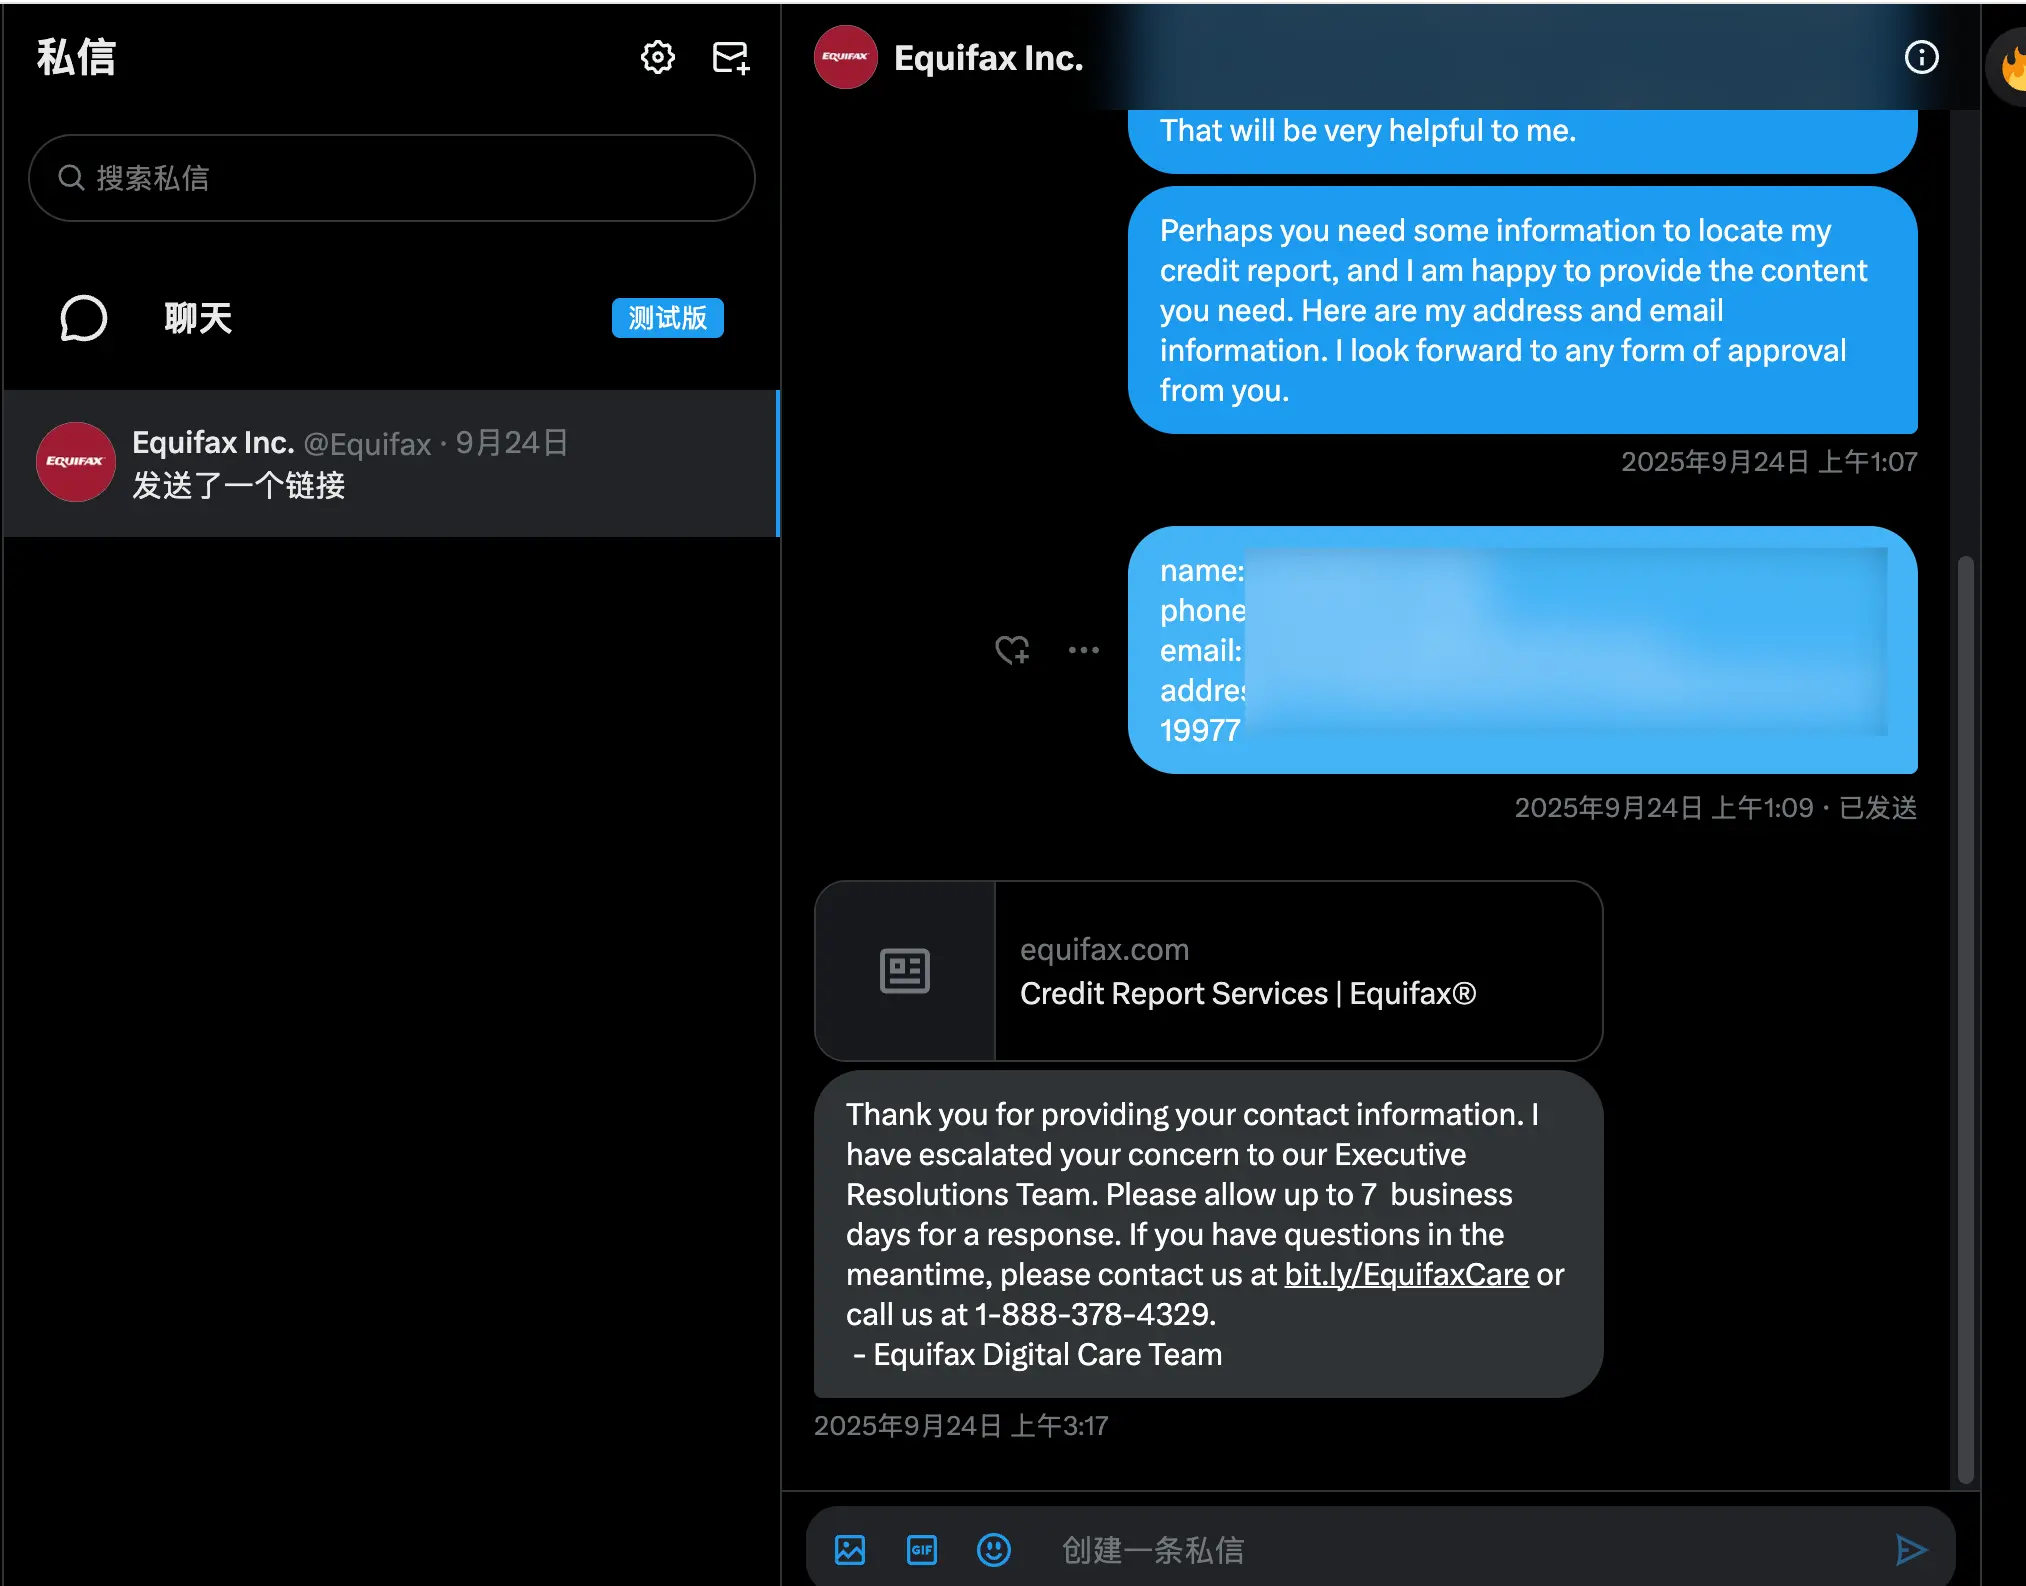 私信
搜索私信
聊天
测试版
EQUIFAX
Equifax Inc. @Equifax · 9月24日
发送了一个链接
EQUIFAX
Equifax Inc.
That will be very helpful to me.
Perhaps you need some information to locate my
credit report, and I am happy to provide the content
you need. Here are my address and email
information. I look forward to any form of approval
from you.
2025年9月24日 上午1:07
name:
phone
email:
addres
19977
2025年9月24日 上午1:09 · 已发送
equifax.com
Credit Report Services | Equifax®
Thank you for providing your contact information. I
have escalated your concern to our Executive
Resolutions Team. Please allow up to 7  business
days for a response. If you have questions in the
meantime, please contact us at bit.ly/EquifaxCare or
call us at 1-888-378-4329.
- Equifax Digital Care Team
2025年9月24日 上午3:17
GIF
创建一条私信